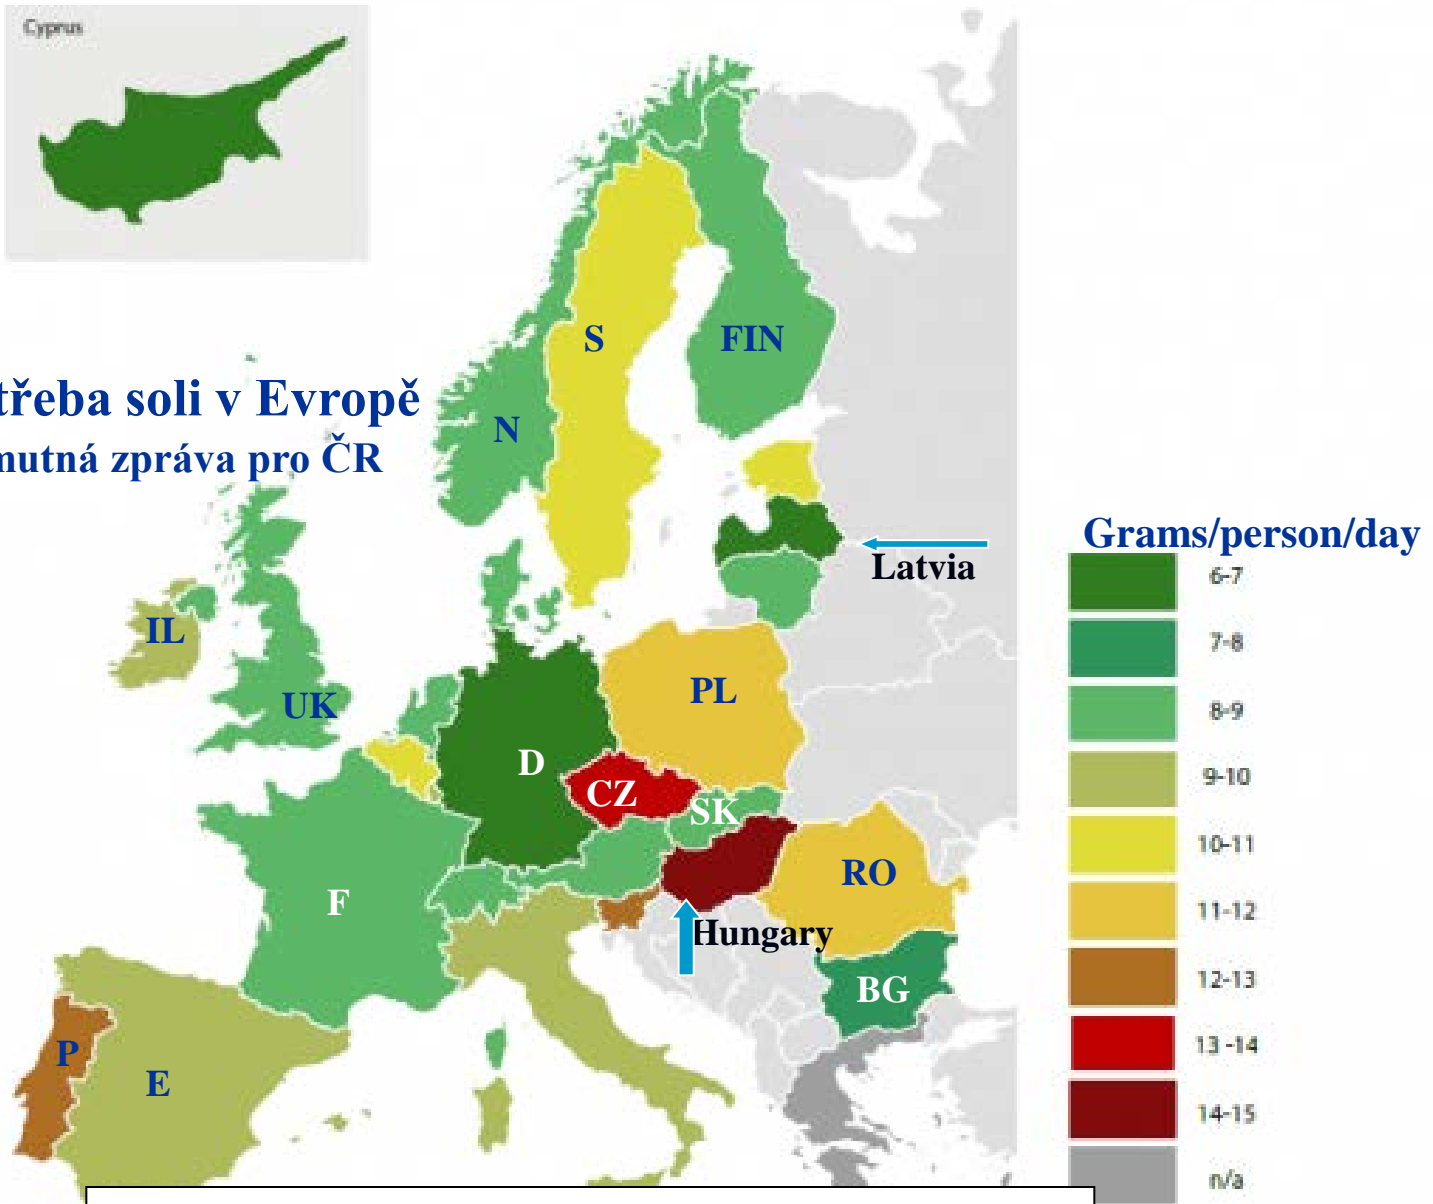 Cyprus
třeba soli v Evropě
mutná zpráva pro ČR
S
FIN
N
IL
UK
Latvia
PL
D
CZ
SK
F
RO
Hungary
BG
P
E
Grams/person/day
6-7
7-8
8-9
9-10
10-11
11-12
12-13
13 -14
14-15
n/a